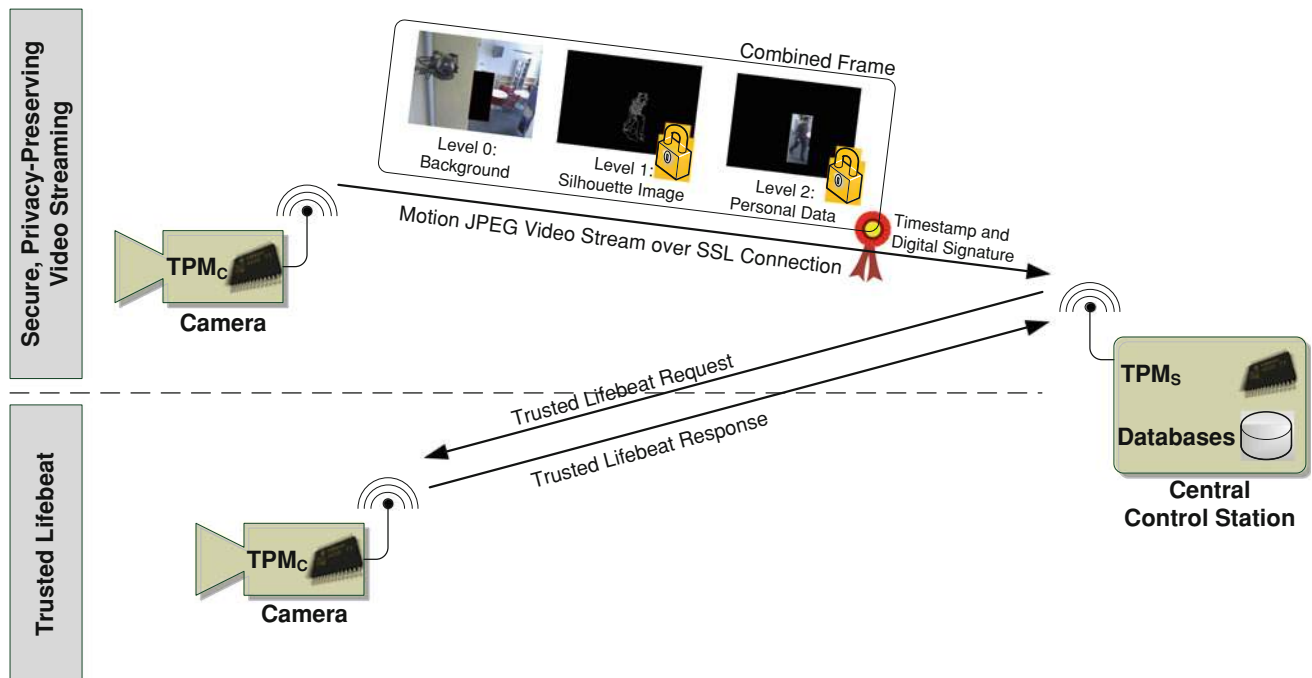 Secure, Privacy-Preserving
Video Streaming
Combined Frame
Level 0:
Background
Level 1:
Silhouette Image
Level 2:
Personal Data
Timestamp and
Digital Signature
Motion JPEG Video Stream over SSL Connection
TPMC
Camera
Trusted Lifebeat Request
Trusted Lifebeat Response
TPMS
Databases
Central
Control Station
Trusted Lifebeat
TPMC
Camera